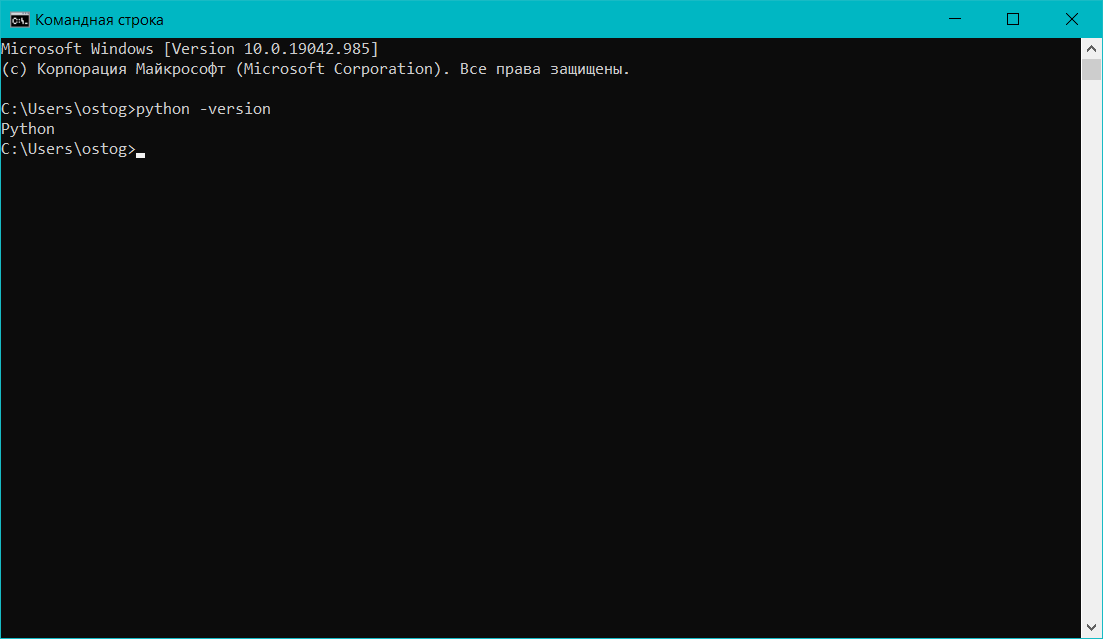 Командная строка
Microsoft Windows [Version 10.0.19042.985]
(c) Корпорация Майкрософт (Microsoft Corporation). Все права защищены.
C:\Users\ostog>python -version
Python
C:\Users\ostog>